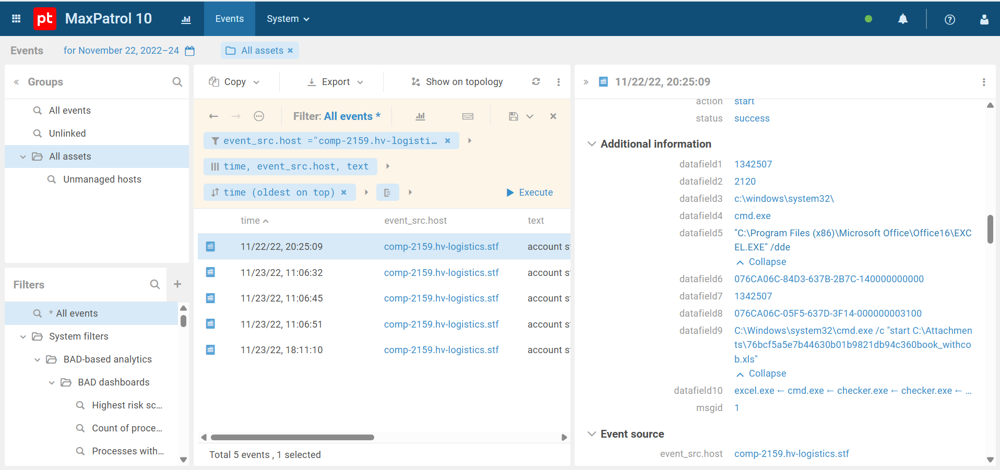 pt MaxPatrol 10 Events System
Events for November 22, 2022–24 All assets ×
« Groups
All events
Unlinked
All assets
Unmanaged hosts
Filters +
* All events
System filters
BAD-based analytics
BAD dashboards
Highest risk sc...
Count of proce...
Processes with...
Copy Export Show on topology
Filter: All events *
event_src.host ="comp-2159.hv-logisti… ×
time, event_src.host, text
time (oldest on top) ×
Execute
time event_src.host text
11/22/22, 20:25:09 comp-2159.hv-logistics.stf account s
11/23/22, 11:06:32 comp-2159.hv-logistics.stf account s
11/23/22, 11:06:45 comp-2159.hv-logistics.stf account s
11/23/22, 11:06:51 comp-2159.hv-logistics.stf account s
11/23/22, 18:11:10 comp-2159.hv-logistics.stf account s
Total 5 events , 1 selected
» 11/22/22, 20:25:09
action start
status success
Additional information
datafield1 1342507
datafield2 2120
datafield3 c:\windows\system32\
datafield4 cmd.exe
datafield5 "C:\Program Files (x86)\Microsoft Office\Office16\EXC
EL.EXE" /dde
Collapse
datafield6 076CA06C-84D3-637B-2B7C-140000000000
datafield7 1342507
datafield8 076CA06C-05F5-637D-3F14-000000003100
datafield9 C:\Windows\system32\cmd.exe /c "start C:\Attachmen
ts\76bcf5a5e7b44630b01b9821db94c360book_withco
b.xls"
Collapse
datafield10 excel.exe ← cmd.exe ← checker.exe ← checker.exe ← ...
msgid 1
Event source
event_src.host comp-2159.hv-logistics.stf